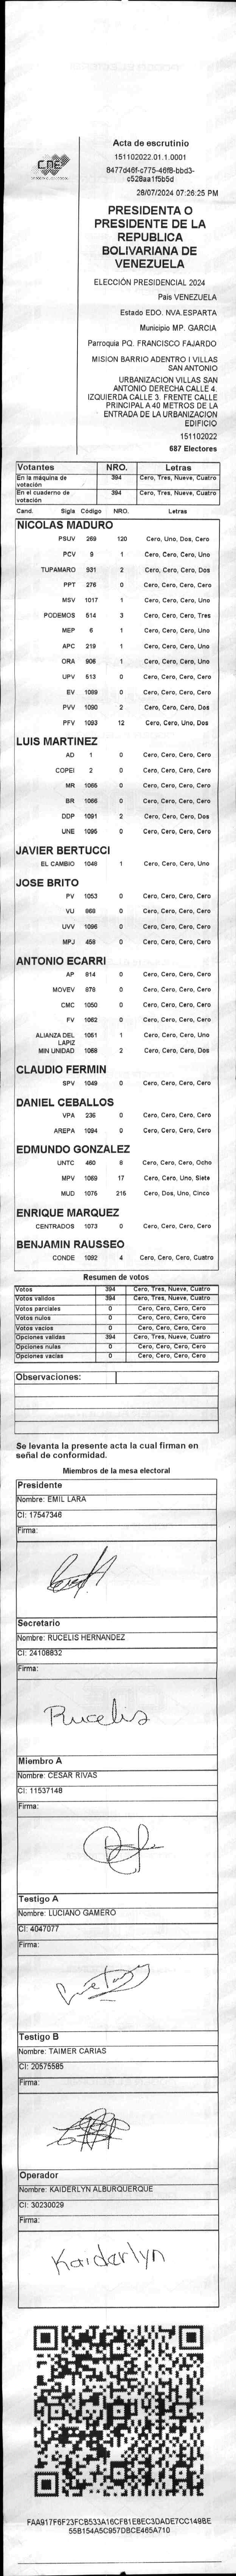 CNE
Acta de escrutinio
151102022.01.1.0001
8477d46f-c775-46f8-bbd3-
c528aa1f5b5d
28/07/2024 07:26:25 PM
PRESIDENTA O
PRESIDENTE DE LA
REPUBLICA
BOLIVARIANA DE
VENEZUELA
ELECCIÓN PRESIDENCIAL 2024
Pais VENEZUELA
Estado EDO. NVA.ESPARTA
Municipio MP. GARCIA
Parroquia PQ. FRANCISCO FAJARDO
MISION BARRIO ADENTRO I VILLAS
SAN ANTONIO
URBANIZACION VILLAS SAN
ANTONIO DERECHA CALLE 4.
IZQUIERDA CALLE 3. FRENTE CALLE
PRINCIPAL A 40 METROS DE LA
ENTRADA DE LA URBANIZACION
EDIFICIO
151102022
687 Electores
Votantes NRO. Letras
En la máquina de votación 394 Cero, Tres, Nueve, Cuatro
En el cuaderno de votación 394 Cero, Tres, Nueve, Cuatro
Cand. Sigla Código NRO. Letras
NICOLAS MADURO
PSUV 269 120 Cero, Uno, Dos, Cero
PCV 9 1 Cero, Cero, Cero, Uno
TUPAMARO 931 2 Cero, Cero, Cero, Dos
PPT 276 0 Cero, Cero, Cero, Cero
MSV 1017 1 Cero, Cero, Cero, Uno
PODEMOS 514 3 Cero, Cero, Cero, Tres
MEP 6 1 Cero, Cero, Cero, Uno
APC 219 1 Cero, Cero, Cero, Uno
ORA 906 1 Cero, Cero, Cero, Uno
UPV 513 0 Cero, Cero, Cero, Cero
EV 1089 0 Cero, Cero, Cero, Cero
PVV 1090 2 Cero, Cero, Cero, Dos
PFV 1093 12 Cero, Cero, Uno, Dos
LUIS MARTINEZ
AD 1 0 Cero, Cero, Cero, Cero
COPEI 2 0 Cero, Cero, Cero, Cero
MR 1065 0 Cero, Cero, Cero, Cero
BR 1066 0 Cero, Cero, Cero, Cero
DDP 1091 2 Cero, Cero, Cero, Dos
UNE 1095 0 Cero, Cero, Cero, Cero
JAVIER BERTUCCI
EL CAMBIO 1046 1 Cero, Cero, Cero, Uno
JOSE BRITO
PV 1053 0 Cero, Cero, Cero, Cero
VU 868 0 Cero, Cero, Cero, Cero
UVV 1096 0 Cero, Cero, Cero, Cero
MPJ 458 0 Cero, Cero, Cero, Cero
ANTONIO ECARRI
AP 814 0 Cero, Cero, Cero, Cero
MOVEV 878 0 Cero, Cero, Cero, Cero
CMC 1050 0 Cero, Cero, Cero, Cero
FV 1062 0 Cero, Cero, Cero, Cero
ALIANZA DEL LAPIZ 1051 1 Cero, Cero, Cero, Uno
MIN UNIDAD 1068 2 Cero, Cero, Cero, Dos
CLAUDIO FERMIN
SPV 1049 0 Cero, Cero, Cero, Cero
DANIEL CEBALLOS
VPA 236 0 Cero, Cero, Cero, Cero
AREPA 1094 0 Cero, Cero, Cero, Cero
EDMUNDO GONZALEZ
UNTC 460 8 Cero, Cero, Cero, Ocho
MPV 1069 17 Cero, Cero, Uno, Siete
MUD 1075 215 Cero, Dos, Uno, Cinco
ENRIQUE MARQUEZ
CENTRADOS 1073 0 Cero, Cero, Cero, Cero
BENJAMIN RAUSSEO
CONDE 1092 4 Cero, Cero, Cero, Cuatro
Resumen de votos
Votos 394 Cero, Tres, Nueve, Cuatro
Votos validos 394 Cero, Tres, Nueve, Cuatro
Votos parciales 0 Cero, Cero, Cero, Cero
Votos nulos 0 Cero, Cero, Cero, Cero
Votos vacios 0 Cero, Cero, Cero, Cero
Opciones validas 394 Cero, Tres, Nueve, Cuatro
Opciones nulas 0 Cero, Cero, Cero, Cero
Opciones vacias 0 Cero, Cero, Cero, Cero
Observaciones:
Se levanta la presente acta la cual firman en
señal de conformidad.
Miembros de la mesa electoral
Presidente
Nombre: EMIL LARA
CI: 17547346
Firma:
Secretario
Nombre: RUCELIS HERNANDEZ
CI: 24108832
Firma:
Rucelis
Miembro A
Nombre: CESAR RIVAS
CI: 11537148
Firma:
Testigo A
Nombre: LUCIANO GAMERO
CI: 4047077
Firma:
Testigo B
Nombre: TAIMER CARIAS
CI: 20575585
Firma:
Operador
Nombre: KAIDERLYN ALBURQUERQUE
CI: 30230029
Firma:
Kaiderlyn
FAA917F6F23FCB533A16CF81E8EC3DADE7CC149BE
55B154A5C957DBCE465A710